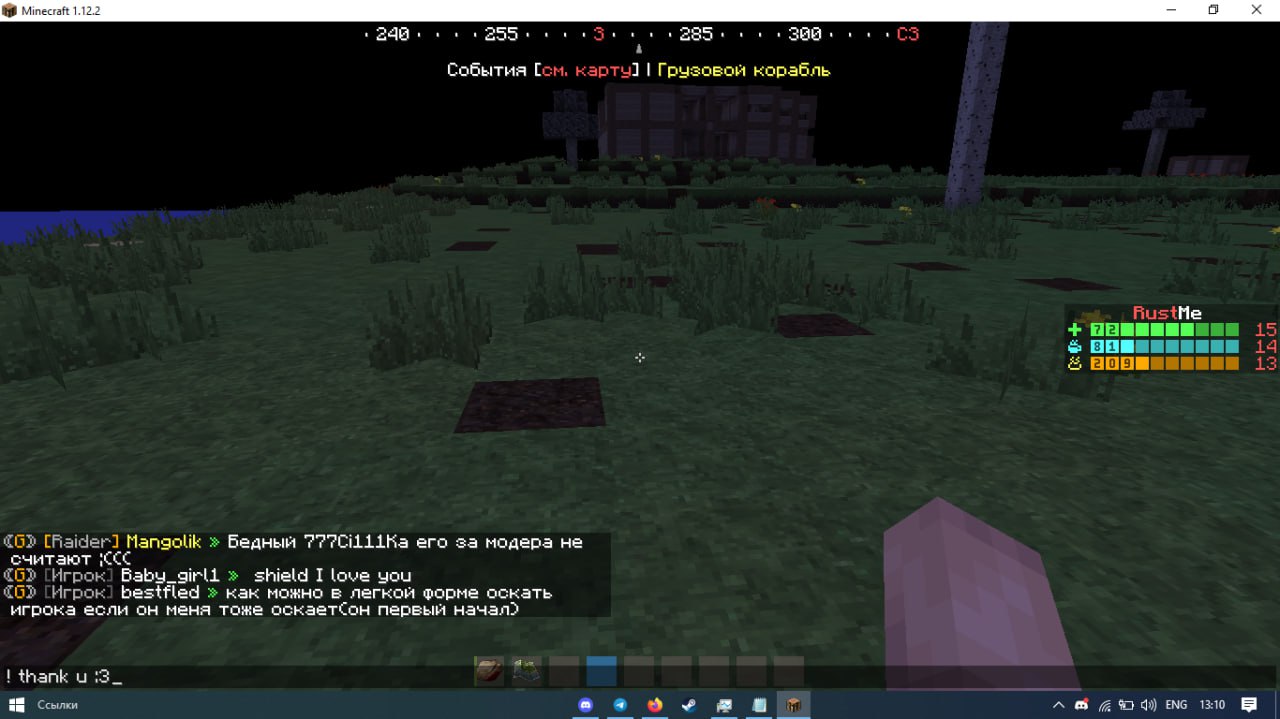 Minecraft 1.12.2
· 240 · · · · 255 · · · · З · · · · 285 · · · · 300 · · · · СЗ
События [см. карту] | Грузовой корабль
RustMe
72 15
81 14
209 13
(G) [Raider] Mangolik » Бедный 777Ci111Ka его за модера не
считают ;(((
(G) [Игрок] Baby_girl1 » shield I love you
(G) [Игрок] bestfled » как можно в легкой форме оскать
игрока если он меня тоже оскает(он первый начал)
! thank u :3_
Ссылки
ENG 13:10